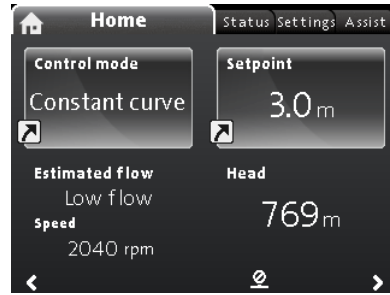 Home
Status Settings Assist
Control mode
Constant curve
Setpoint
3.0 m
Estimated flow
Low flow
Speed
2040 rpm
Head
769 m